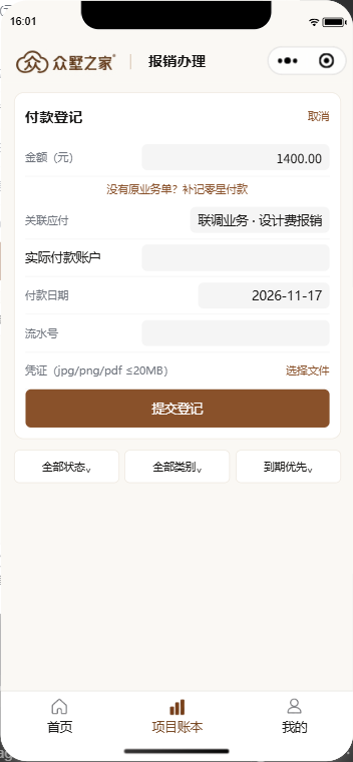 16:01
众墅之家
报销办理
付款登记
取消
金额（元）
1400.00
没有原业务单？补记零星付款
关联应付
联调业务 · 设计费报销
实际付款账户
付款日期
2026-11-17
流水号
凭证（jpg/png/pdf ≤20MB）
选择文件
提交登记
全部状态
全部类别
到期优先
首页
项目账本
我的